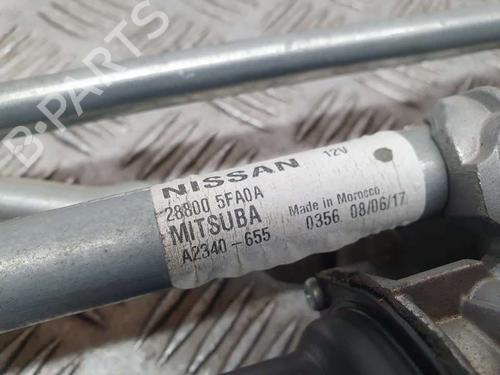 B-PARTS
NISSAN 12V
28800 5FA0A
MITSUBA Made in Morocco
A2340-655 0356 08/06/17